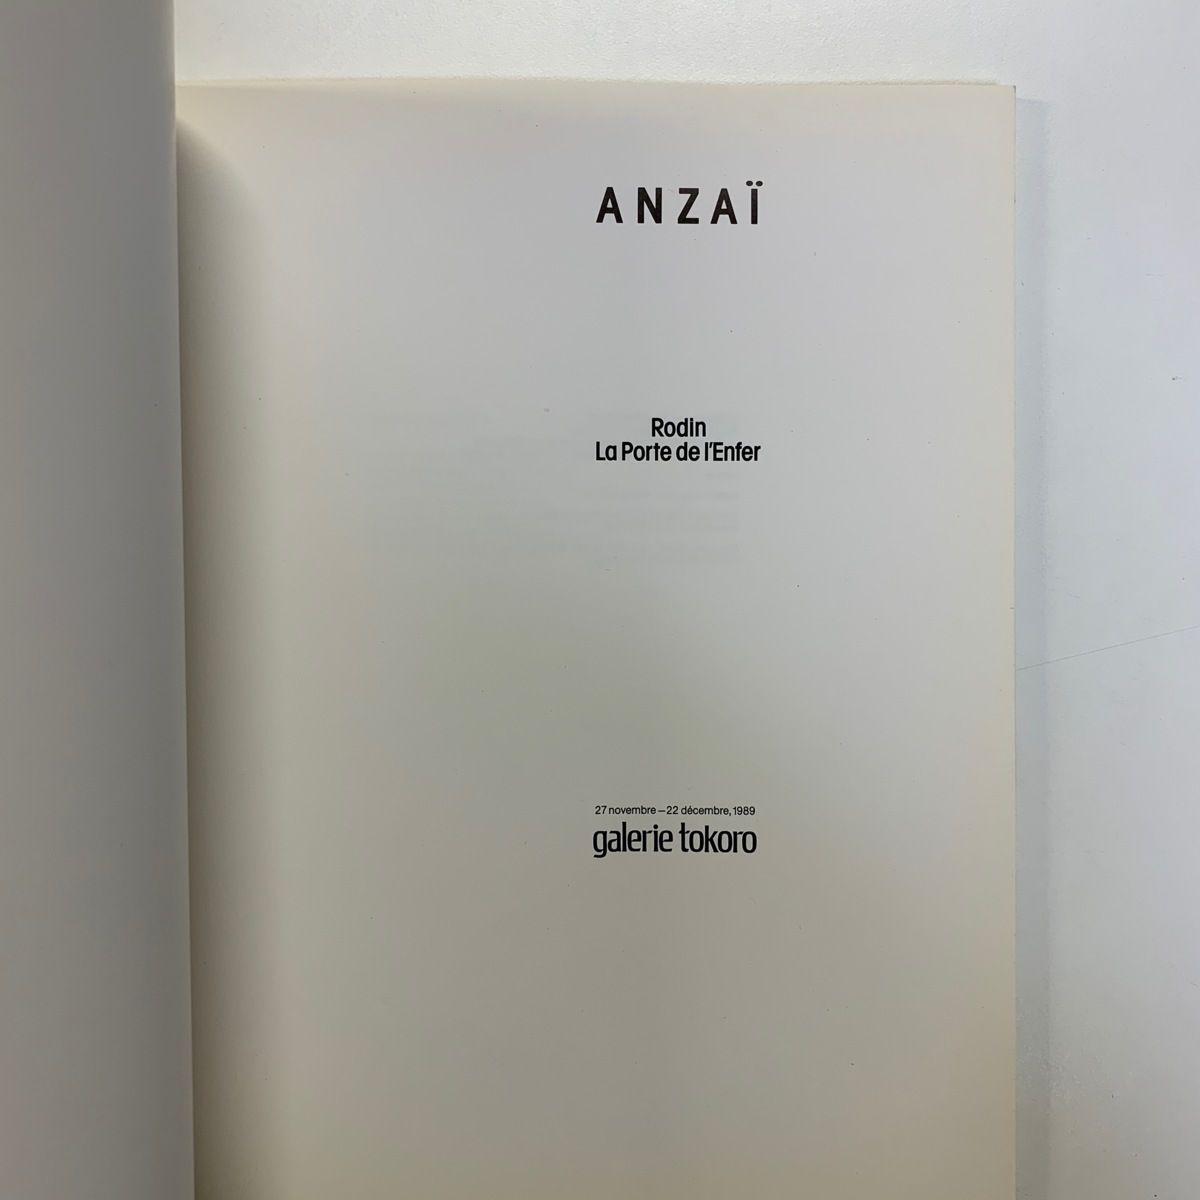 ANZAÏ
Rodin
La Porte de l'Enfer
27 novembre—22 décembre, 1989
galerie tokoro